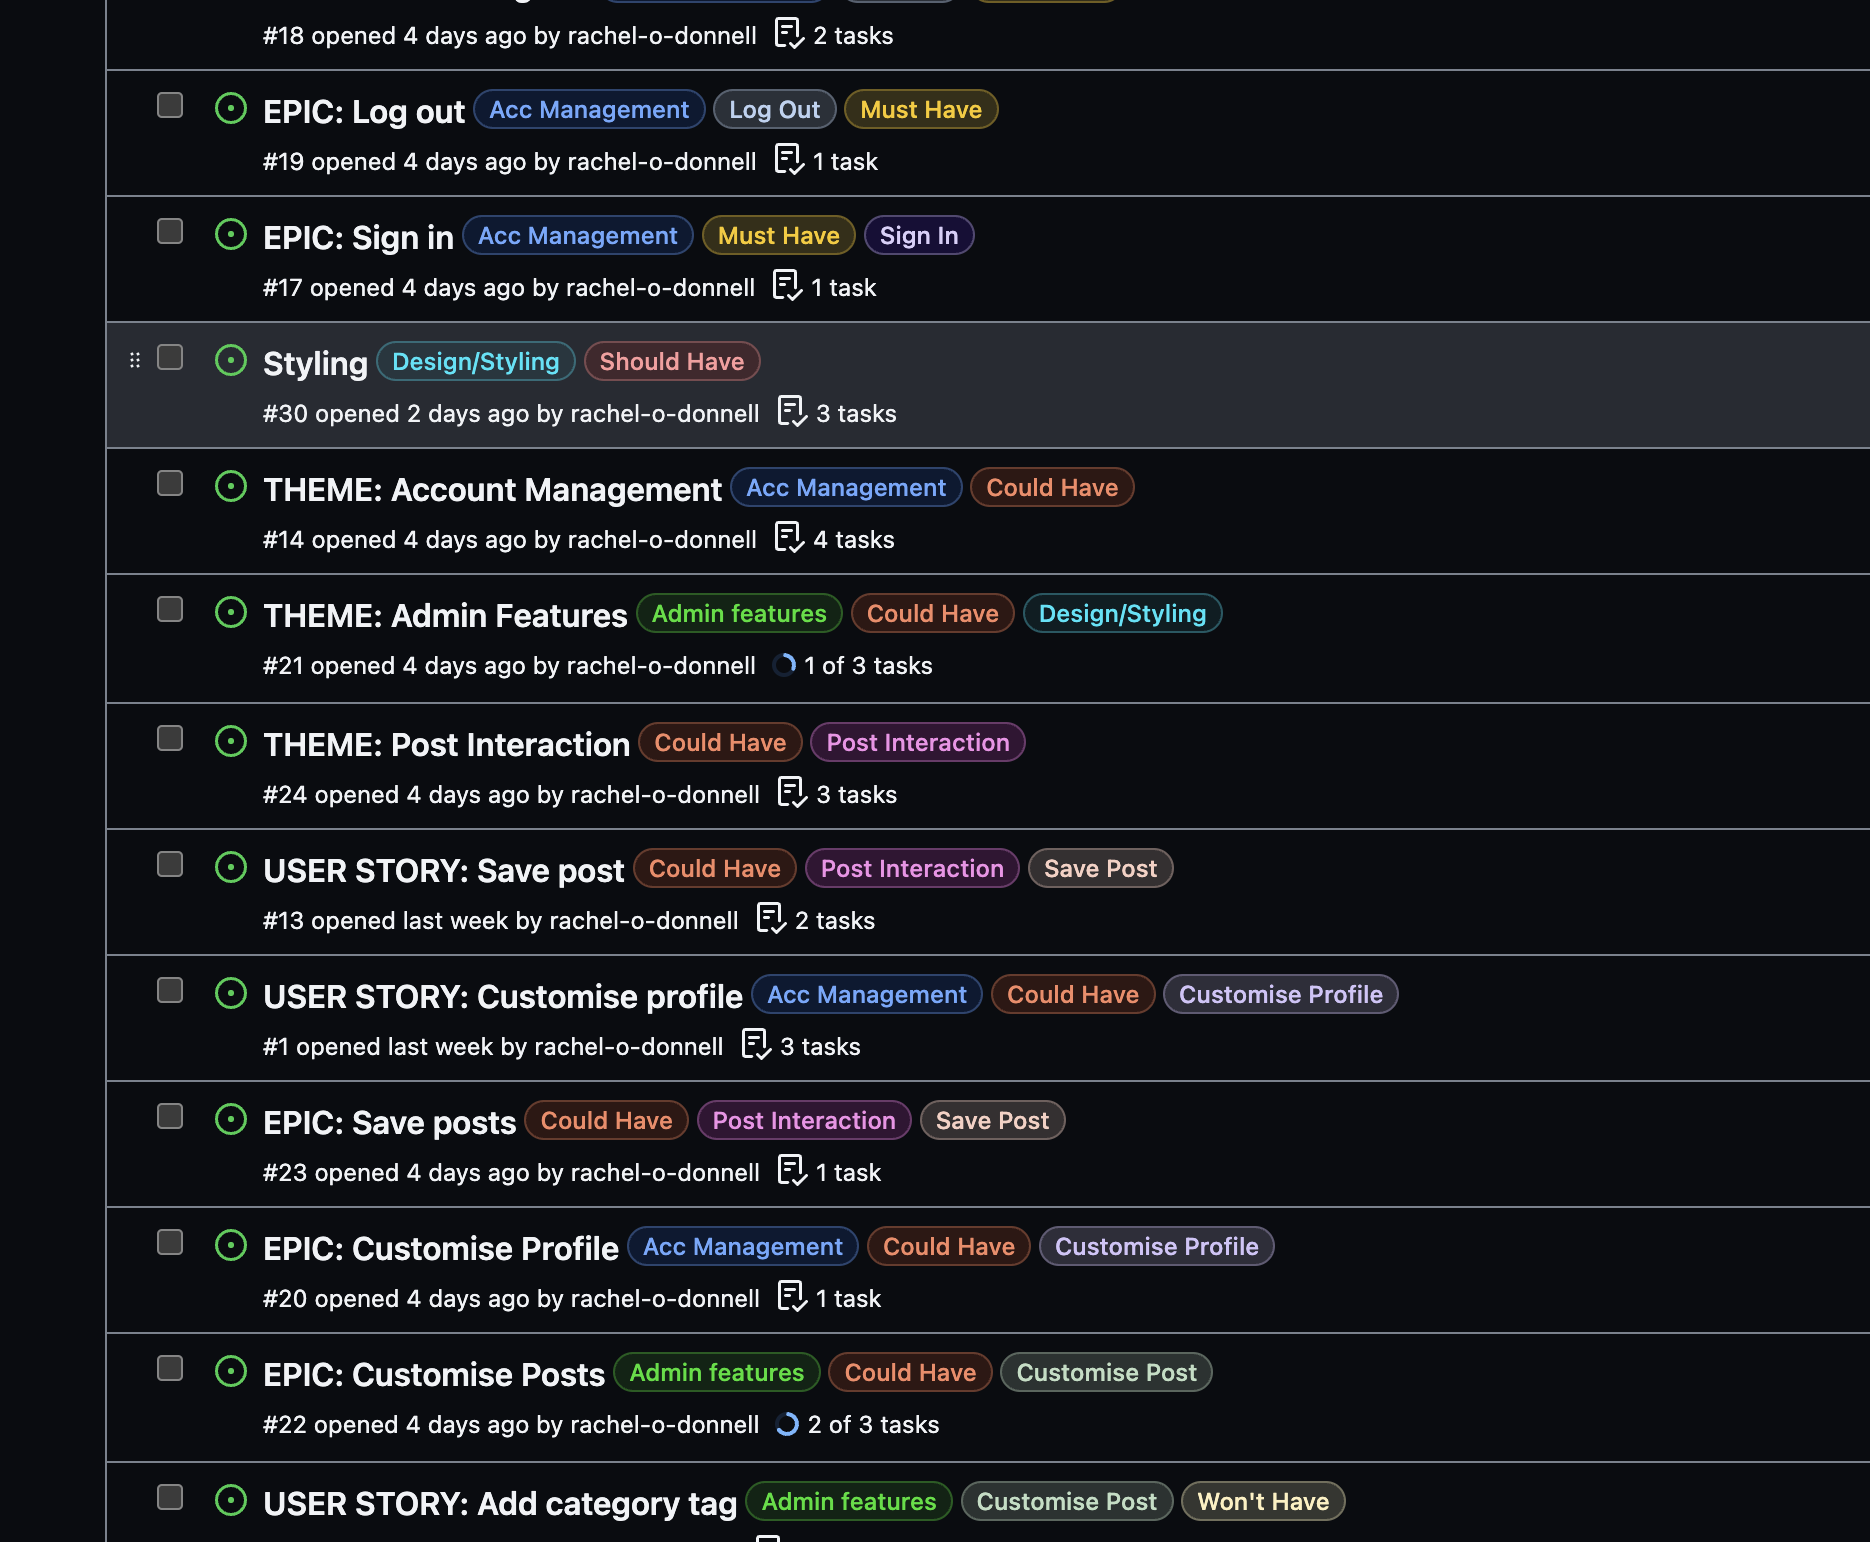 #18 opened 4 days ago by rachel-o-donnell 2 tasks
EPIC: Log out Acc Management Log Out Must Have
#19 opened 4 days ago by rachel-o-donnell 1 task
EPIC: Sign in Acc Management Must Have Sign In
#17 opened 4 days ago by rachel-o-donnell 1 task
Styling Design/Styling Should Have
#30 opened 2 days ago by rachel-o-donnell 3 tasks
THEME: Account Management Acc Management Could Have
#14 opened 4 days ago by rachel-o-donnell 4 tasks
THEME: Admin Features Admin features Could Have Design/Styling
#21 opened 4 days ago by rachel-o-donnell 1 of 3 tasks
THEME: Post Interaction Could Have Post Interaction
#24 opened 4 days ago by rachel-o-donnell 3 tasks
USER STORY: Save post Could Have Post Interaction Save Post
#13 opened last week by rachel-o-donnell 2 tasks
USER STORY: Customise profile Acc Management Could Have Customise Profile
#1 opened last week by rachel-o-donnell 3 tasks
EPIC: Save posts Could Have Post Interaction Save Post
#23 opened 4 days ago by rachel-o-donnell 1 task
EPIC: Customise Profile Acc Management Could Have Customise Profile
#20 opened 4 days ago by rachel-o-donnell 1 task
EPIC: Customise Posts Admin features Could Have Customise Post
#22 opened 4 days ago by rachel-o-donnell 2 of 3 tasks
USER STORY: Add category tag Admin features Customise Post Won't Have